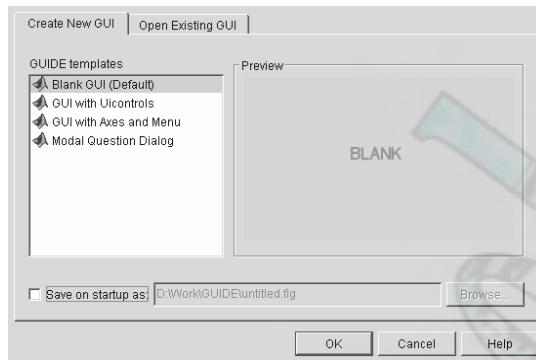 Create New GUI
Open Existing GUI
GUIDE templates
Blank GUI (Default)
GUI with Uicontrols
GUI with Axes and Menu
Modal Question Dialog
Preview
BLANK
Save on startup as:
D:\Work\GUIDE\untitled.fig
Browse...
OK
Cancel
Help